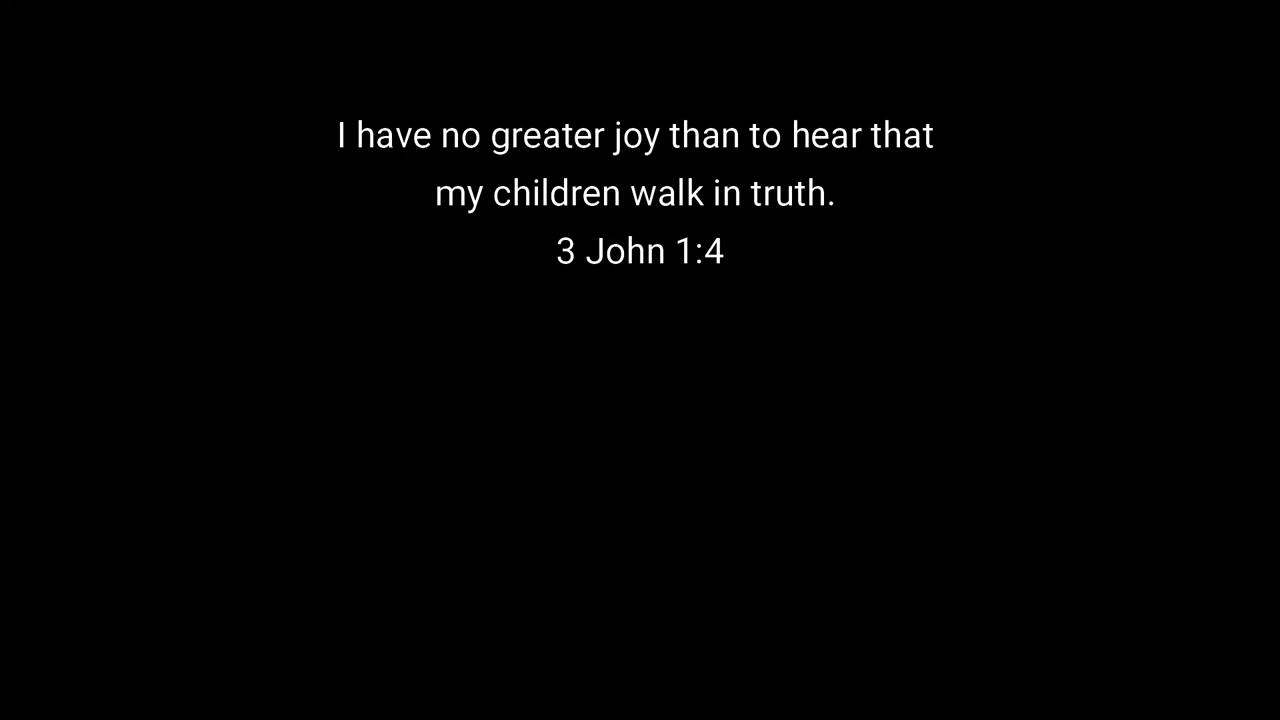 I have no greater joy than to hear that
my children walk in truth.
3 John 1:4